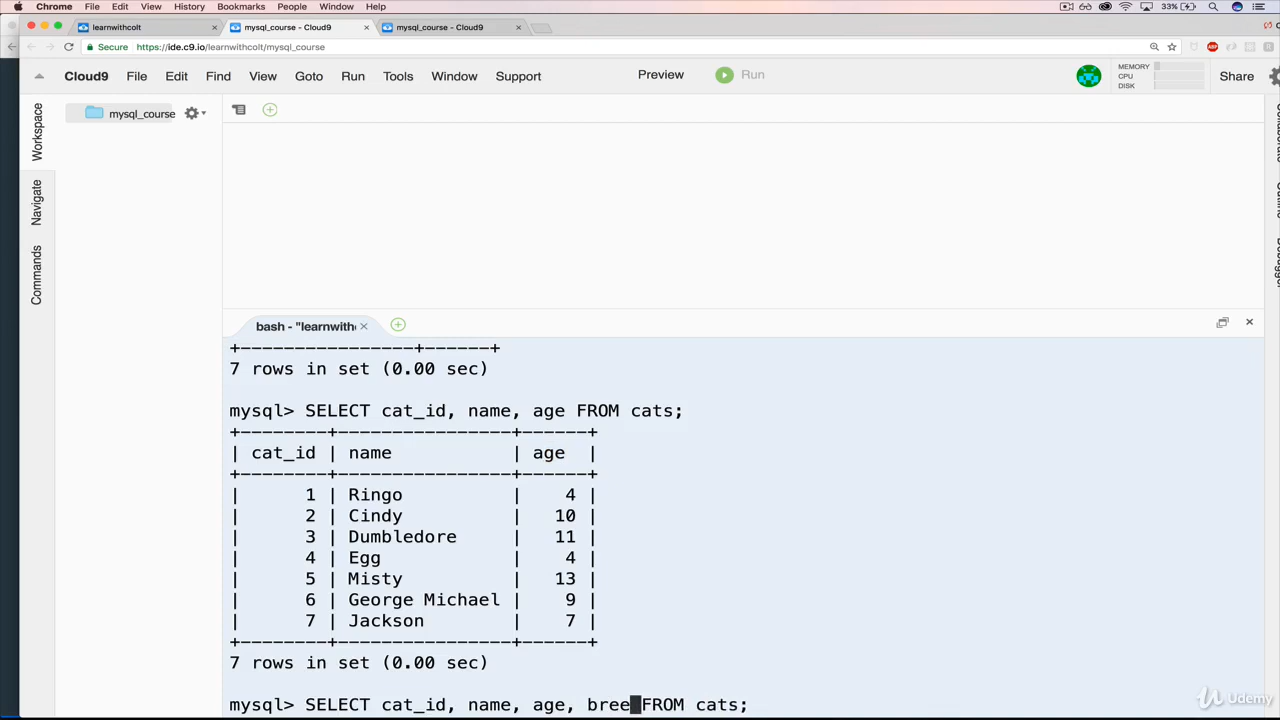 Chrome File Edit View History Bookmarks People Window Help 33%
learnwithcolt mysql_course - Cloud9 mysql_course - Cloud9
Secure https://ide.c9.io/learnwithcolt/mysql_course
Cloud9 File Edit Find View Goto Run Tools Window Support Preview Run MEMORY CPU DISK Share
Workspace
Navigate
Commands
mysql_course
bash - "learnwith
+----------------+------+
7 rows in set (0.00 sec)
mysql> SELECT cat_id, name, age FROM cats;
+--------+----------------+------+
| cat_id | name           | age  |
+--------+----------------+------+
|      1 | Ringo          |    4 |
|      2 | Cindy          |   10 |
|      3 | Dumbledore     |   11 |
|      4 | Egg            |    4 |
|      5 | Misty          |   13 |
|      6 | George Michael |    9 |
|      7 | Jackson        |    7 |
+--------+----------------+------+
7 rows in set (0.00 sec)
mysql> SELECT cat_id, name, age, bree FROM cats;
Udemy